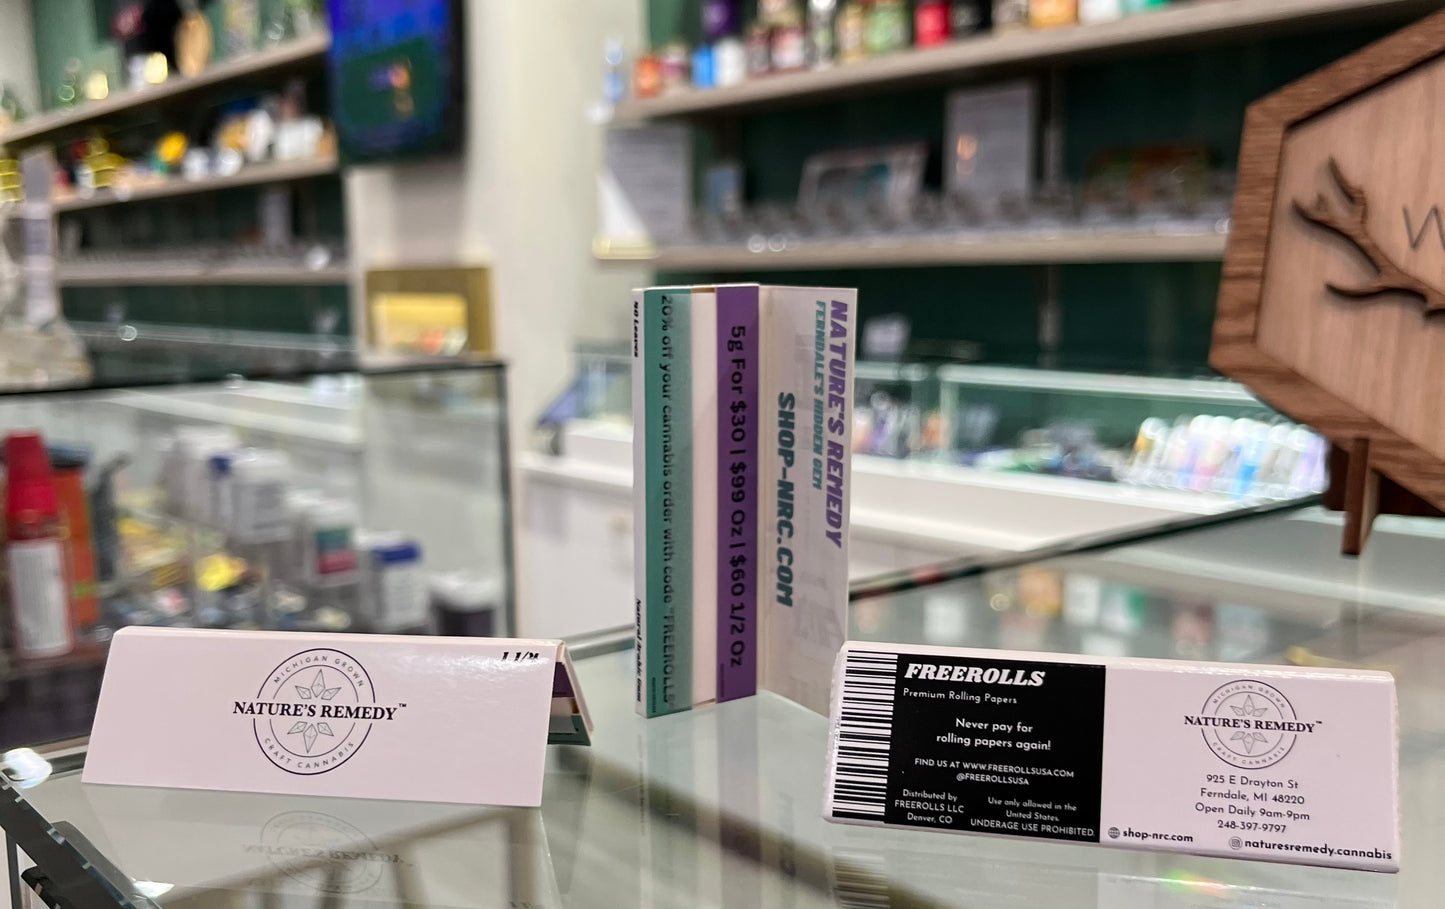 MICHIGAN GROWN
NATURE'S REMEDY™
CRAFT CANNABIS
1 1/4
40 Leaves
Natural Arabic Gum
20% off your cannabis order with code "FREEROLLS"
5g For $30 | $99 Oz | $60 1/2 Oz
NATURE'S REMEDY
FERNDALE'S HIDDEN GEM
SHOP-NRC.COM
FREEROLLS
Premium Rolling Papers
Never pay for
rolling papers again!
FIND US AT WWW.FREEROLLSUSA.COM
@FREEROLLSUSA
Distributed by
FREEROLLS LLC
Denver, CO
Use only allowed in the
United States.
UNDERAGE USE PROHIBITED.
MICHIGAN GROWN
NATURE'S REMEDY™
CRAFT CANNABIS
925 E Drayton St
Ferndale, MI 48220
Open Daily 9am-9pm
248-397-9797
shop-nrc.com
naturesremedy.cannabis
W